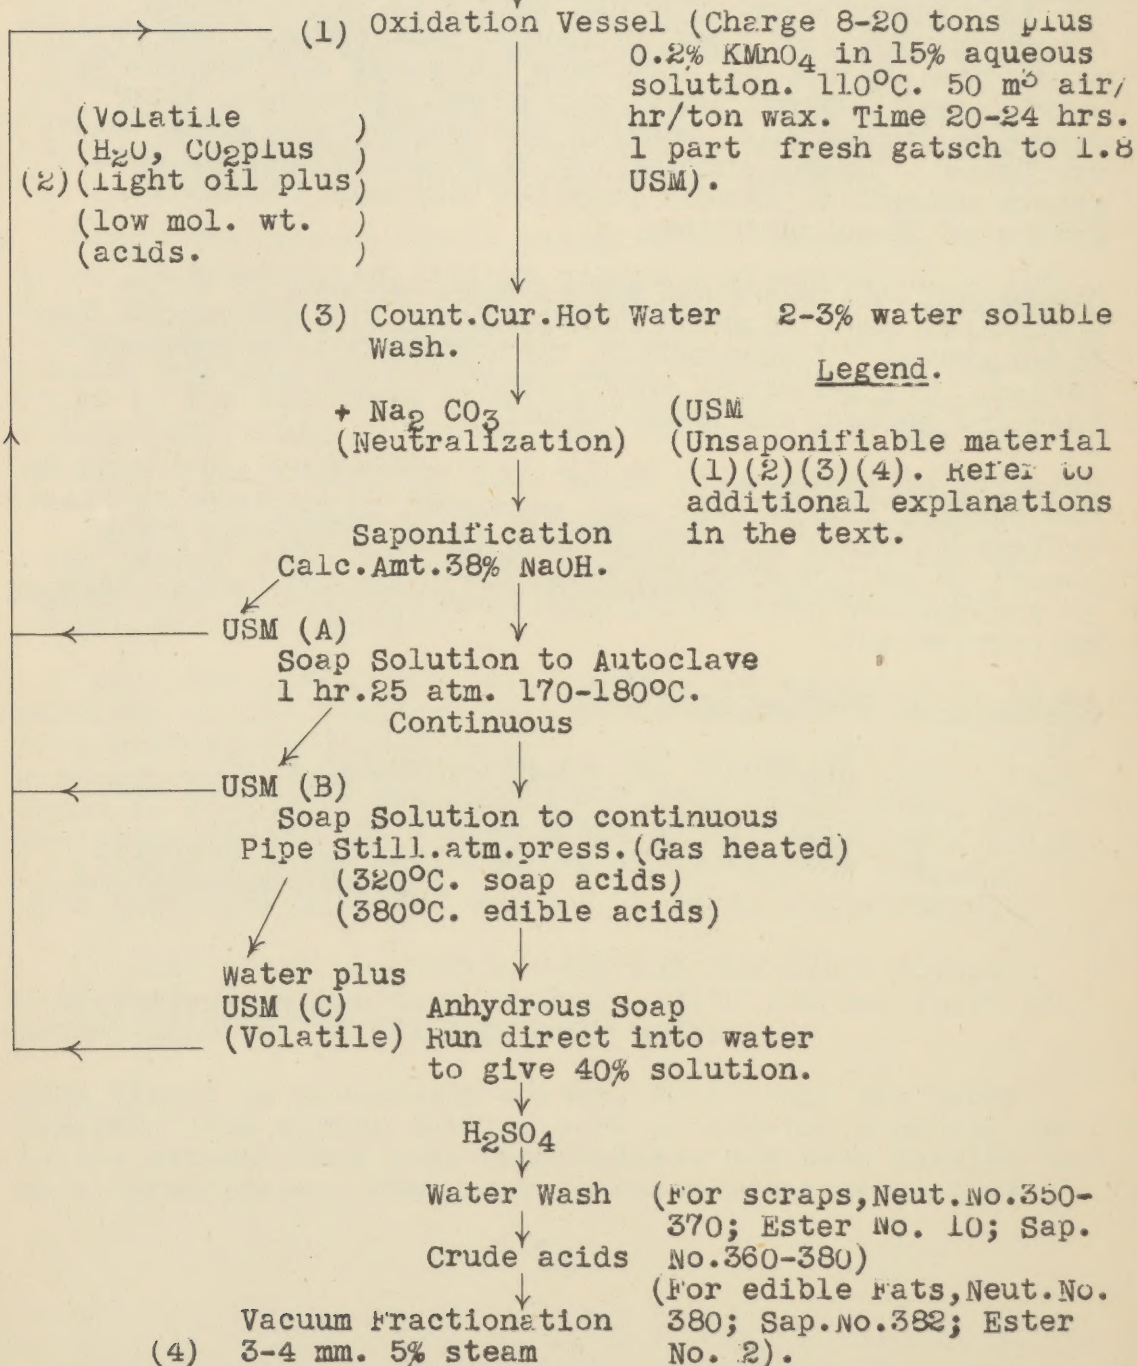 (1) Oxidation Vessel (Charge 8-20 tons plus
0.2% KMnO4 in 15% aqueous
solution. 110°C. 50 m3 air/
hr/ton wax. Time 20-24 hrs.
1 part fresh gatsch to 1.8
USM).
(Volatile )
(H2O, CO2plus )
(2)(light oil plus)
(low mol. wt. )
(acids. )
(3) Count.Cur.Hot Water 2-3% water soluble
Wash.
Legend.
+ Na2 CO3
(Neutralization)
(USM
(Unsaponifiable material
(1)(2)(3)(4). Refer to
additional explanations
in the text.
Saponification
Calc.Amt.38% NaOH.
USM (A)
Soap Solution to Autoclave
1 hr.25 atm. 170-180°C.
Continuous
USM (B)
Soap Solution to continuous
Pipe Still.atm.press.(Gas heated)
(320°C. soap acids)
(380°C. edible acids)
Water plus
USM (C)
(Volatile)
Anhydrous Soap
Run direct into water
to give 40% solution.
H2SO4
Water Wash
(For scraps,Neut.No.350-
370; Ester No. 10; Sap.
No.360-380)
Crude acids
(For edible Fats,Neut.No.
380; Sap.No.382; Ester
No. 2).
Vacuum Fractionation
(4) 3-4 mm. 5% steam